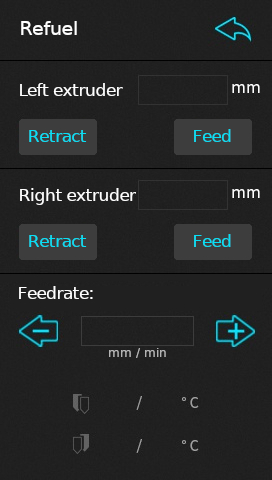 Refuel
Left extruder mm
Retract Feed
Right extruder mm
Retract Feed
Feedrate:
mm / min
/ °C
/ °C